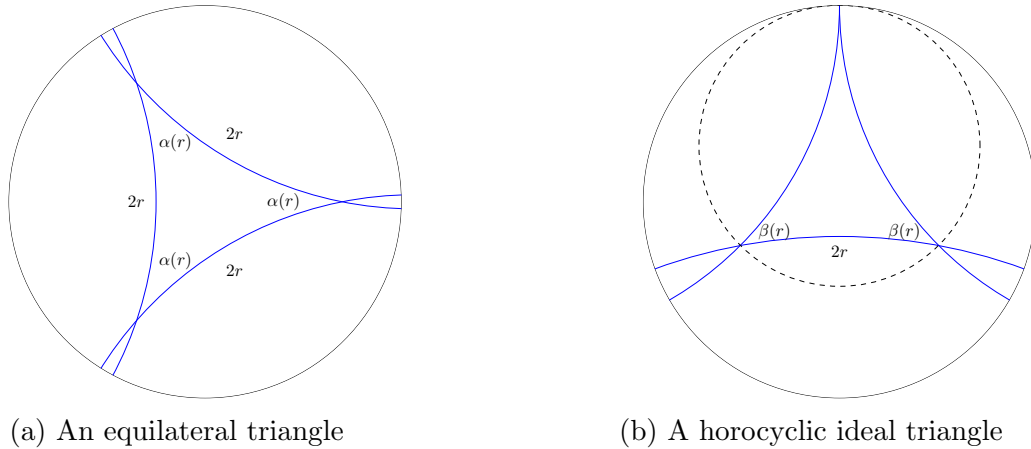 α(r)
2r
2r
α(r)
α(r)
2r
(a) An equilateral triangle
β(r)
β(r)
2r
(b) A horocyclic ideal triangle